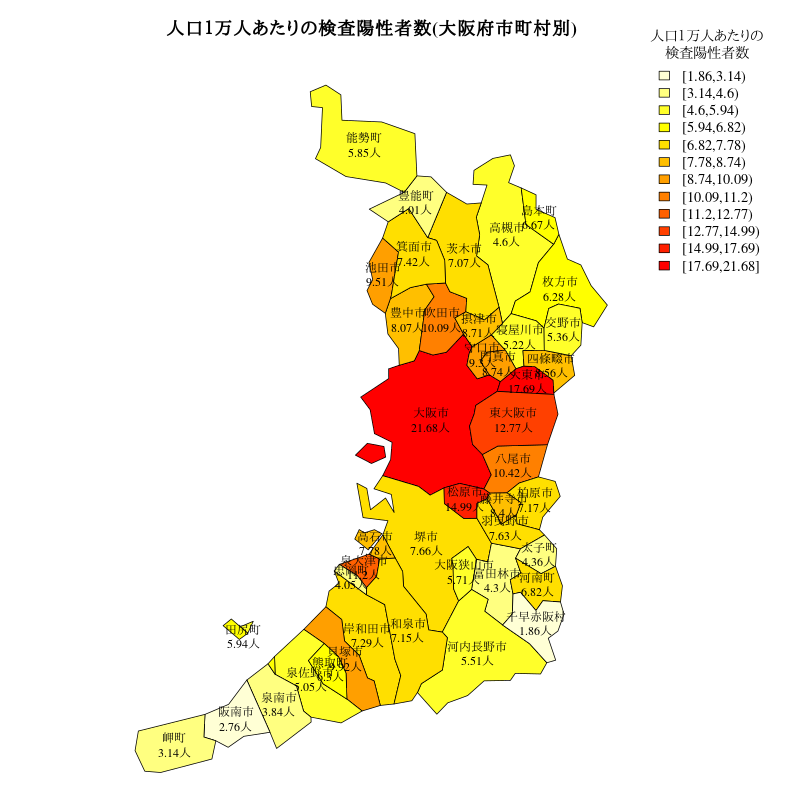 人口1万人あたりの検査陽性者数(大阪府市町村別)
人口1万人あたりの
検査陽性者数
[1.86,3.14)
[3.14,4.6)
[4.6,5.94)
[5.94,6.82)
[6.82,7.78)
[7.78,8.74)
[8.74,10.09)
[10.09,11.2)
[11.2,12.77)
[12.77,14.99)
[14.99,17.69)
[17.69,21.68]
能勢町
5.85人
豊能町
4.01人
島本町
6.67人
高槻市
4.6人
箕面市
7.42人
茨木市
7.07人
池田市
9.51人
枚方市
6.28人
豊中市
8.07人
吹田市
10.09人
摂津市
8.71人
寝屋川市
5.22人
交野市
5.36人
守口市
門真市
8.74人
四條畷市
大東市
17.69人
大阪市
21.68人
東大阪市
12.77人
八尾市
10.42人
松原市
14.99人
藤井寺市
8.4人
柏原市
7.17人
羽曳野市
7.63人
高石市
7.78人
堺市
7.66人
泉大津市
11.2人
忠岡町
4.05人
大阪狭山市
5.71人
富田林市
4.3人
太子町
4.36人
河南町
6.82人
千早赤阪村
1.86人
田尻町
5.94人
岸和田市
7.29人
和泉市
7.15人
河内長野市
5.51人
貝塚市
9.92人
熊取町
6.3人
泉佐野市
5.05人
泉南市
3.84人
阪南市
2.76人
岬町
3.14人